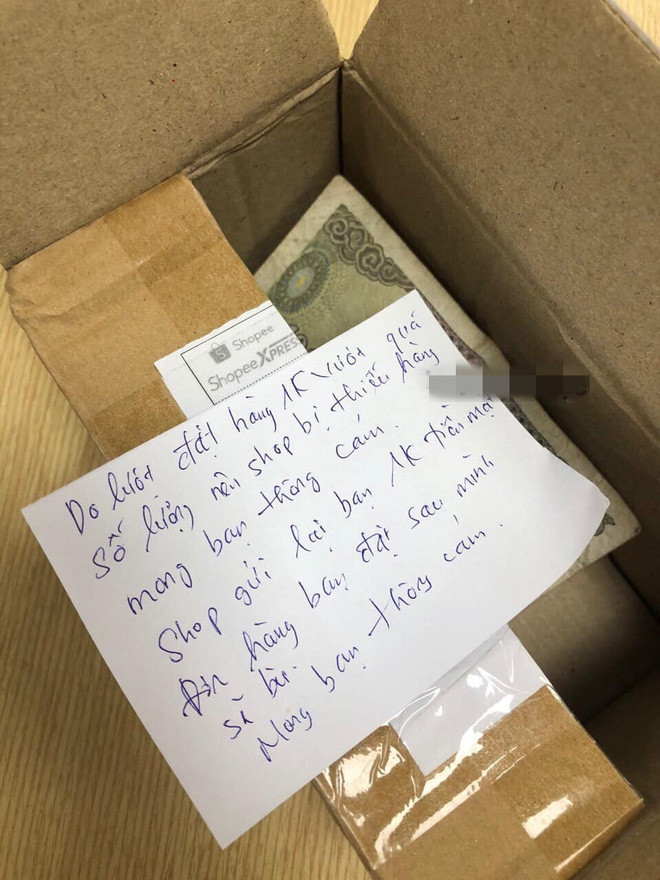 Shopee
Shopee XPRESS
Do lượt đặt hàng 1K vượt quá
số lượng nên shop bị thiếu hàng
mong bạn thông cảm.
Shop gửi lại bạn 1K tiền mặt
Đơn hàng bạn đặt sau mình
sẽ bù.
Mong bạn thông cảm.